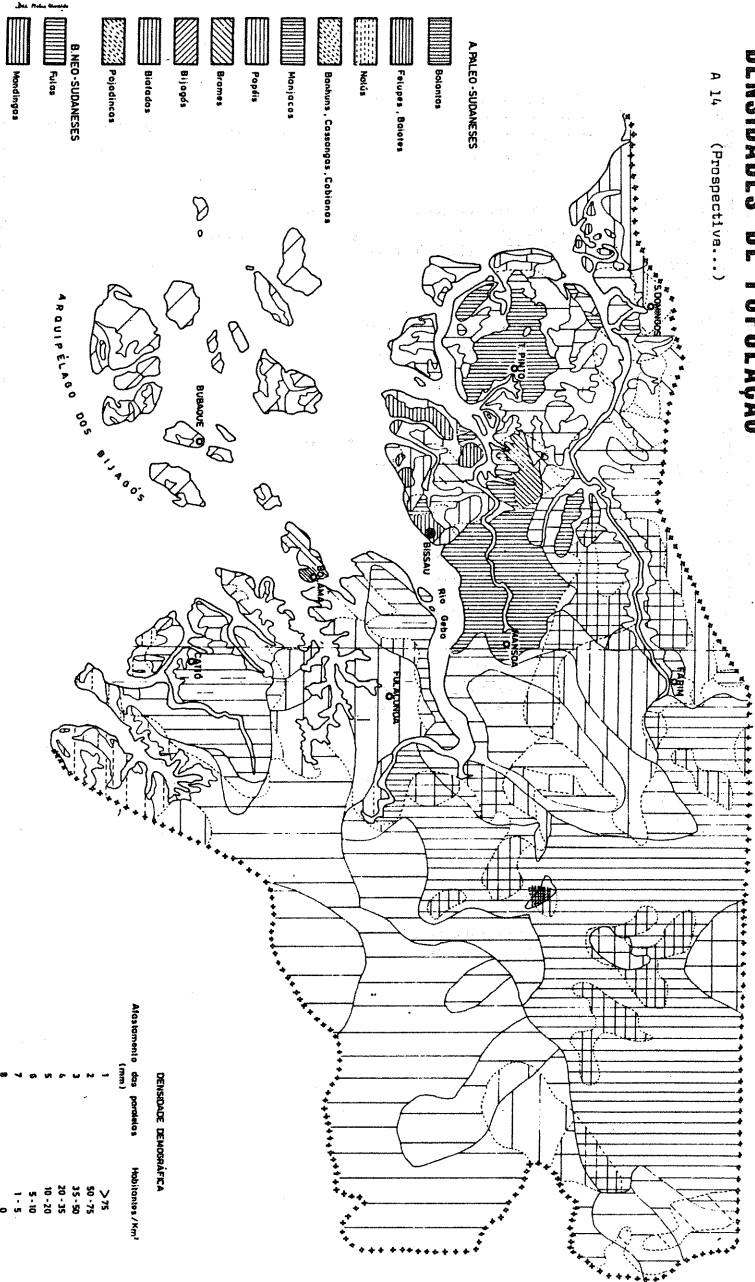 DENSIDADES DE POPULAÇÃO
A 14 (Prospectiva...)
A. PALEO-SUDANESES
Balantas
Felupes, Baiotes
Nalús
Banhuns, Cassangas, Cobianas
Manjacos
Papéis
Brames
Bijagós
Biafadas
Pajadincas
B. NEO-SUDANESES
Fulas
Mandingas
S. DOMINGOS
T. PINTO
FARIM
MANSOA
BISSAU
Rio Geba
FULACUNDA
BOLAMA
CATIÓ
BUBAQUE
ARQUIPÉLAGO DOS BIJAGÓS
DENSIDADE DEMOGRÁFICA
Afastamento das paralelas (mm) Habitantes/Km²
1 >75
2 50-75
3 35-50
4 20-35
5 10-20
6 5-10
7 1-5
8 0